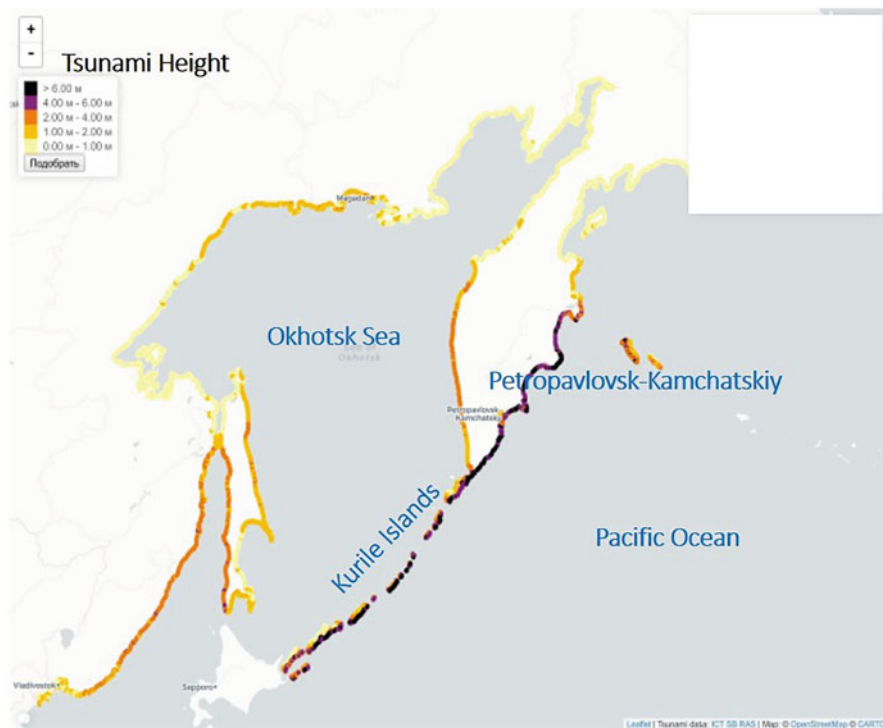 +
-
Tsunami Height
> 6.00 м
4.00 м - 6.00 м
2.00 м - 4.00 м
1.00 м - 2.00 м
0.00 м - 1.00 м
Подобрать
Magadan
Okhotsk Sea
Sea of
Okhotsk
Petropavlovsk-Kamchatskiy
Petropavlovsk-
Kamchatsky
Kurile Islands
Pacific Ocean
Vladivostok
Sapporo
Leaflet | Tsunami data: ICT SB RAS | Map: © OpenStreetMap © CARTO